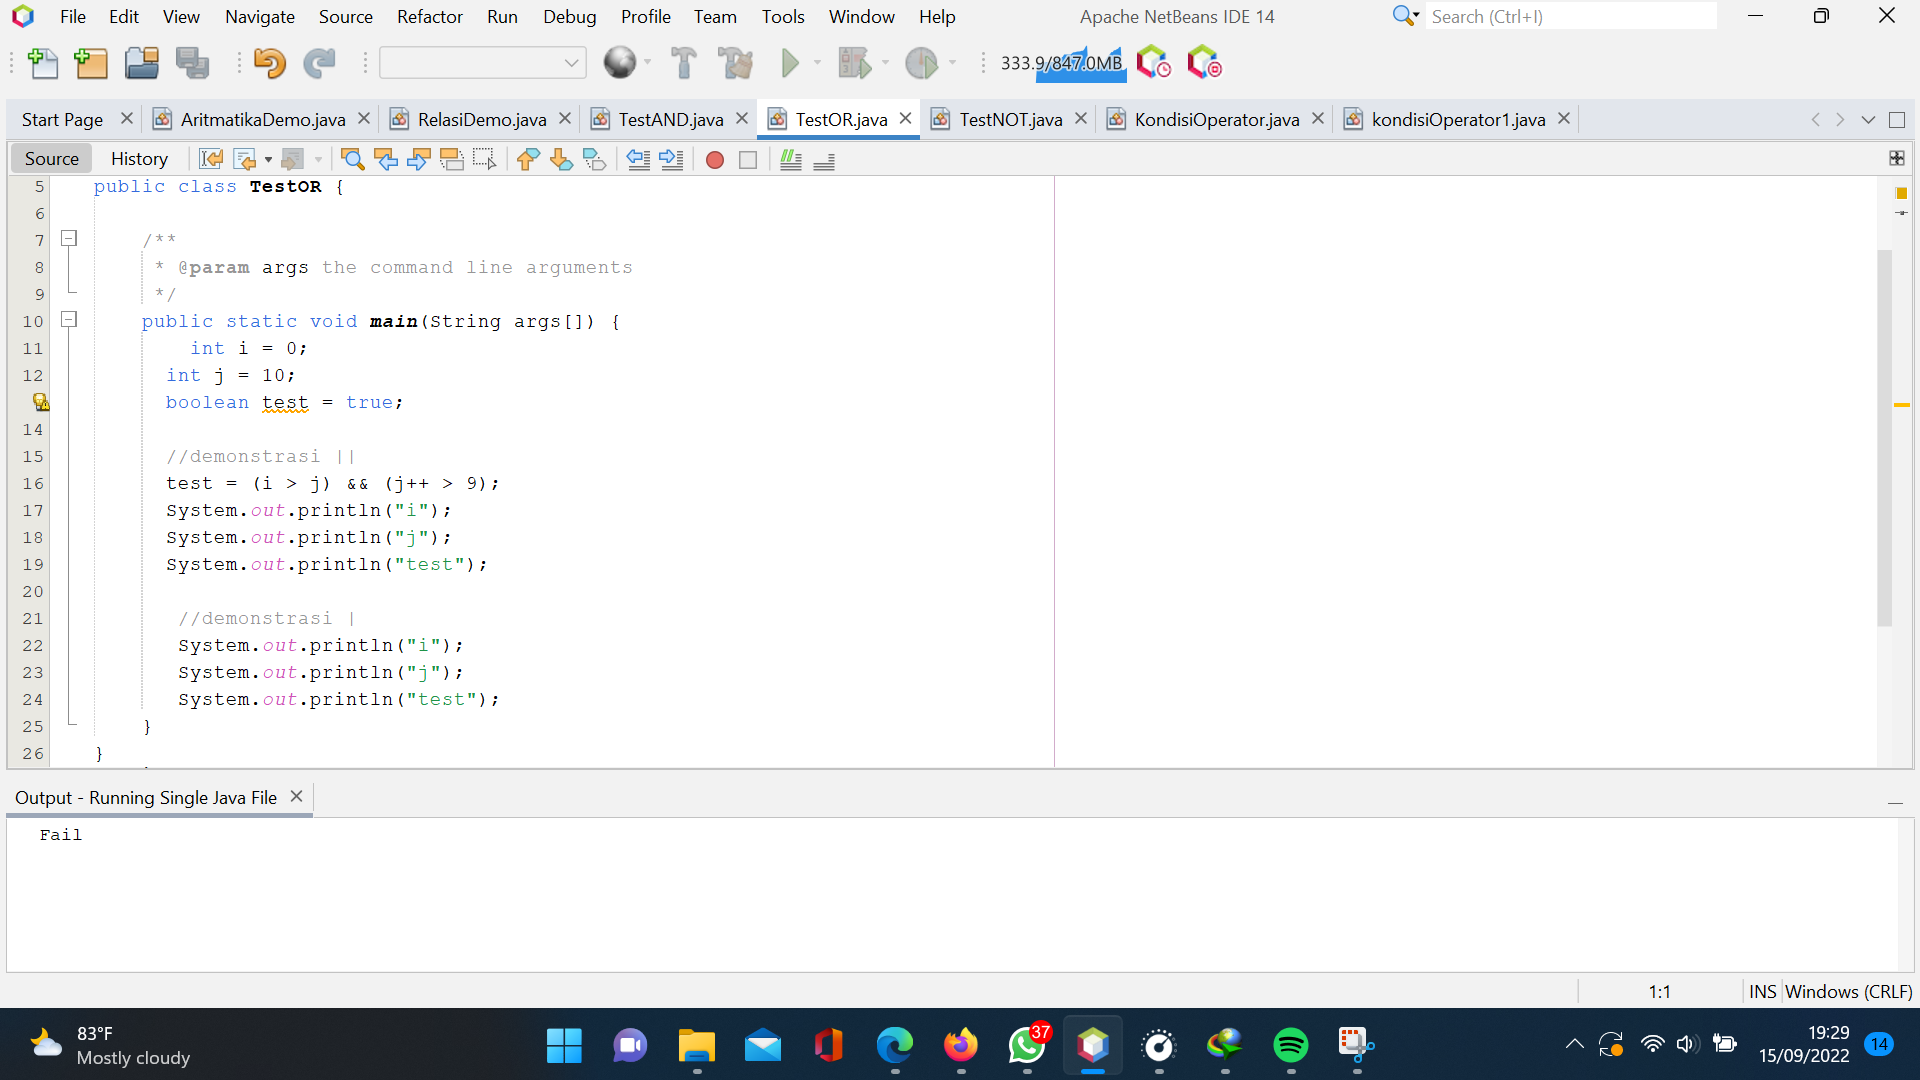 File Edit View Navigate Source Refactor Run Debug Profile Team Tools Window Help Apache NetBeans IDE 14 Search (Ctrl+I)
333.9/847.0MB
Start Page AritmatikaDemo.java RelasiDemo.java TestAND.java TestOR.java TestNOT.java KondisiOperator.java kondisiOperator1.java
Source History
5 public class TestOR {
6
7 /**
8 * @param args the command line arguments
9 */
10 public static void main(String args[]) {
11 int i = 0;
12 int j = 10;
boolean test = true;
14
15 //demonstrasi ||
16 test = (i > j) && (j++ > 9);
17 System.out.println("i");
18 System.out.println("j");
19 System.out.println("test");
20
21 //demonstrasi |
22 System.out.println("i");
23 System.out.println("j");
24 System.out.println("test");
25 }
26 }
Output - Running Single Java File
Fail
1:1 INS Windows (CRLF)
83°F
Mostly cloudy
37
19:29
15/09/2022
14